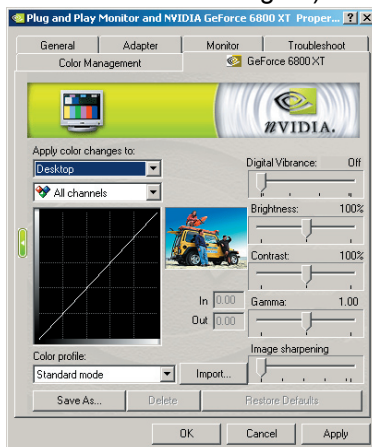 Plug and Play Monitor and NVIDIA GeForce 6800 XT Proper... ? X
General Adapter Monitor Troubleshoot
Color Management GeForce 6800 XT
nVIDIA.
Apply color changes to:
Desktop
All channels
Digital Vibrance: Off
Brightness: 100%
Contrast: 100%
In 0.00 Gamma: 1.00
Out 0.00
Color profile:
Image sharpening
Standard mode Import...
Save As... Delete Restore Defaults
OK Cancel Apply